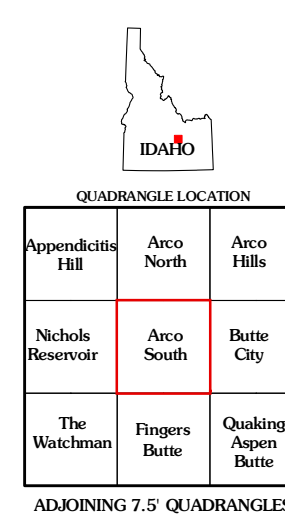 IDAHO
QUADRANGLE LOCATION
Appendicitis Hill
Arco North
Arco Hills
Nichols Reservoir
Arco South
Butte City
The Watchman
Fingers Butte
Quaking Aspen Butte
ADJOINING 7.5' QUADRANGLES